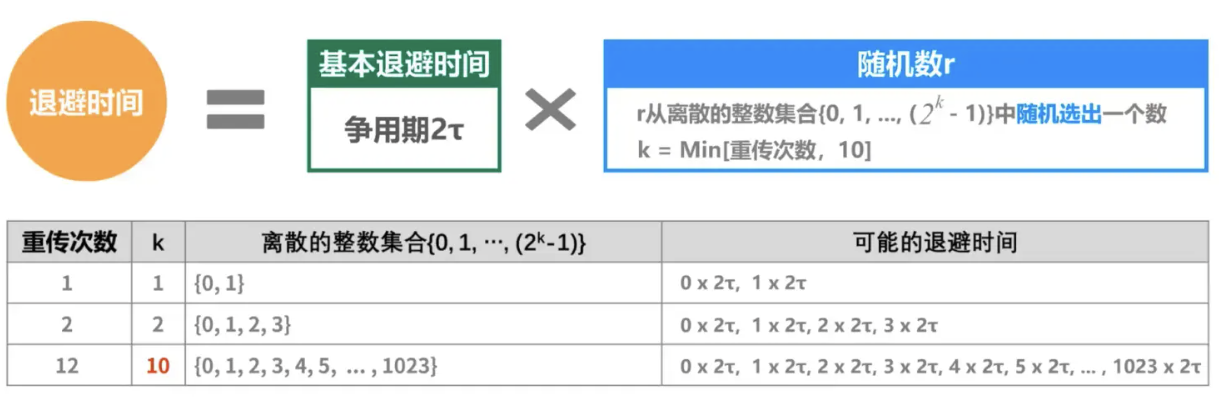 退避时间
=
基本退避时间
争用期2τ
×
随机数r
r从离散的整数集合{0, 1, ..., (2^k - 1)}中随机选出一个数
k = Min[重传次数，10]
重传次数 k 离散的整数集合{0, 1, ···, (2^k-1)} 可能的退避时间
1 1 {0, 1} 0 x 2τ, 1 x 2τ
2 2 {0, 1, 2, 3} 0 x 2τ, 1 x 2τ, 2 x 2τ, 3 x 2τ
12 10 {0, 1, 2, 3, 4, 5, ... , 1023} 0 x 2τ, 1 x 2τ, 2 x 2τ, 3 x 2τ, 4 x 2τ, 5 x 2τ, ... , 1023 x 2τ